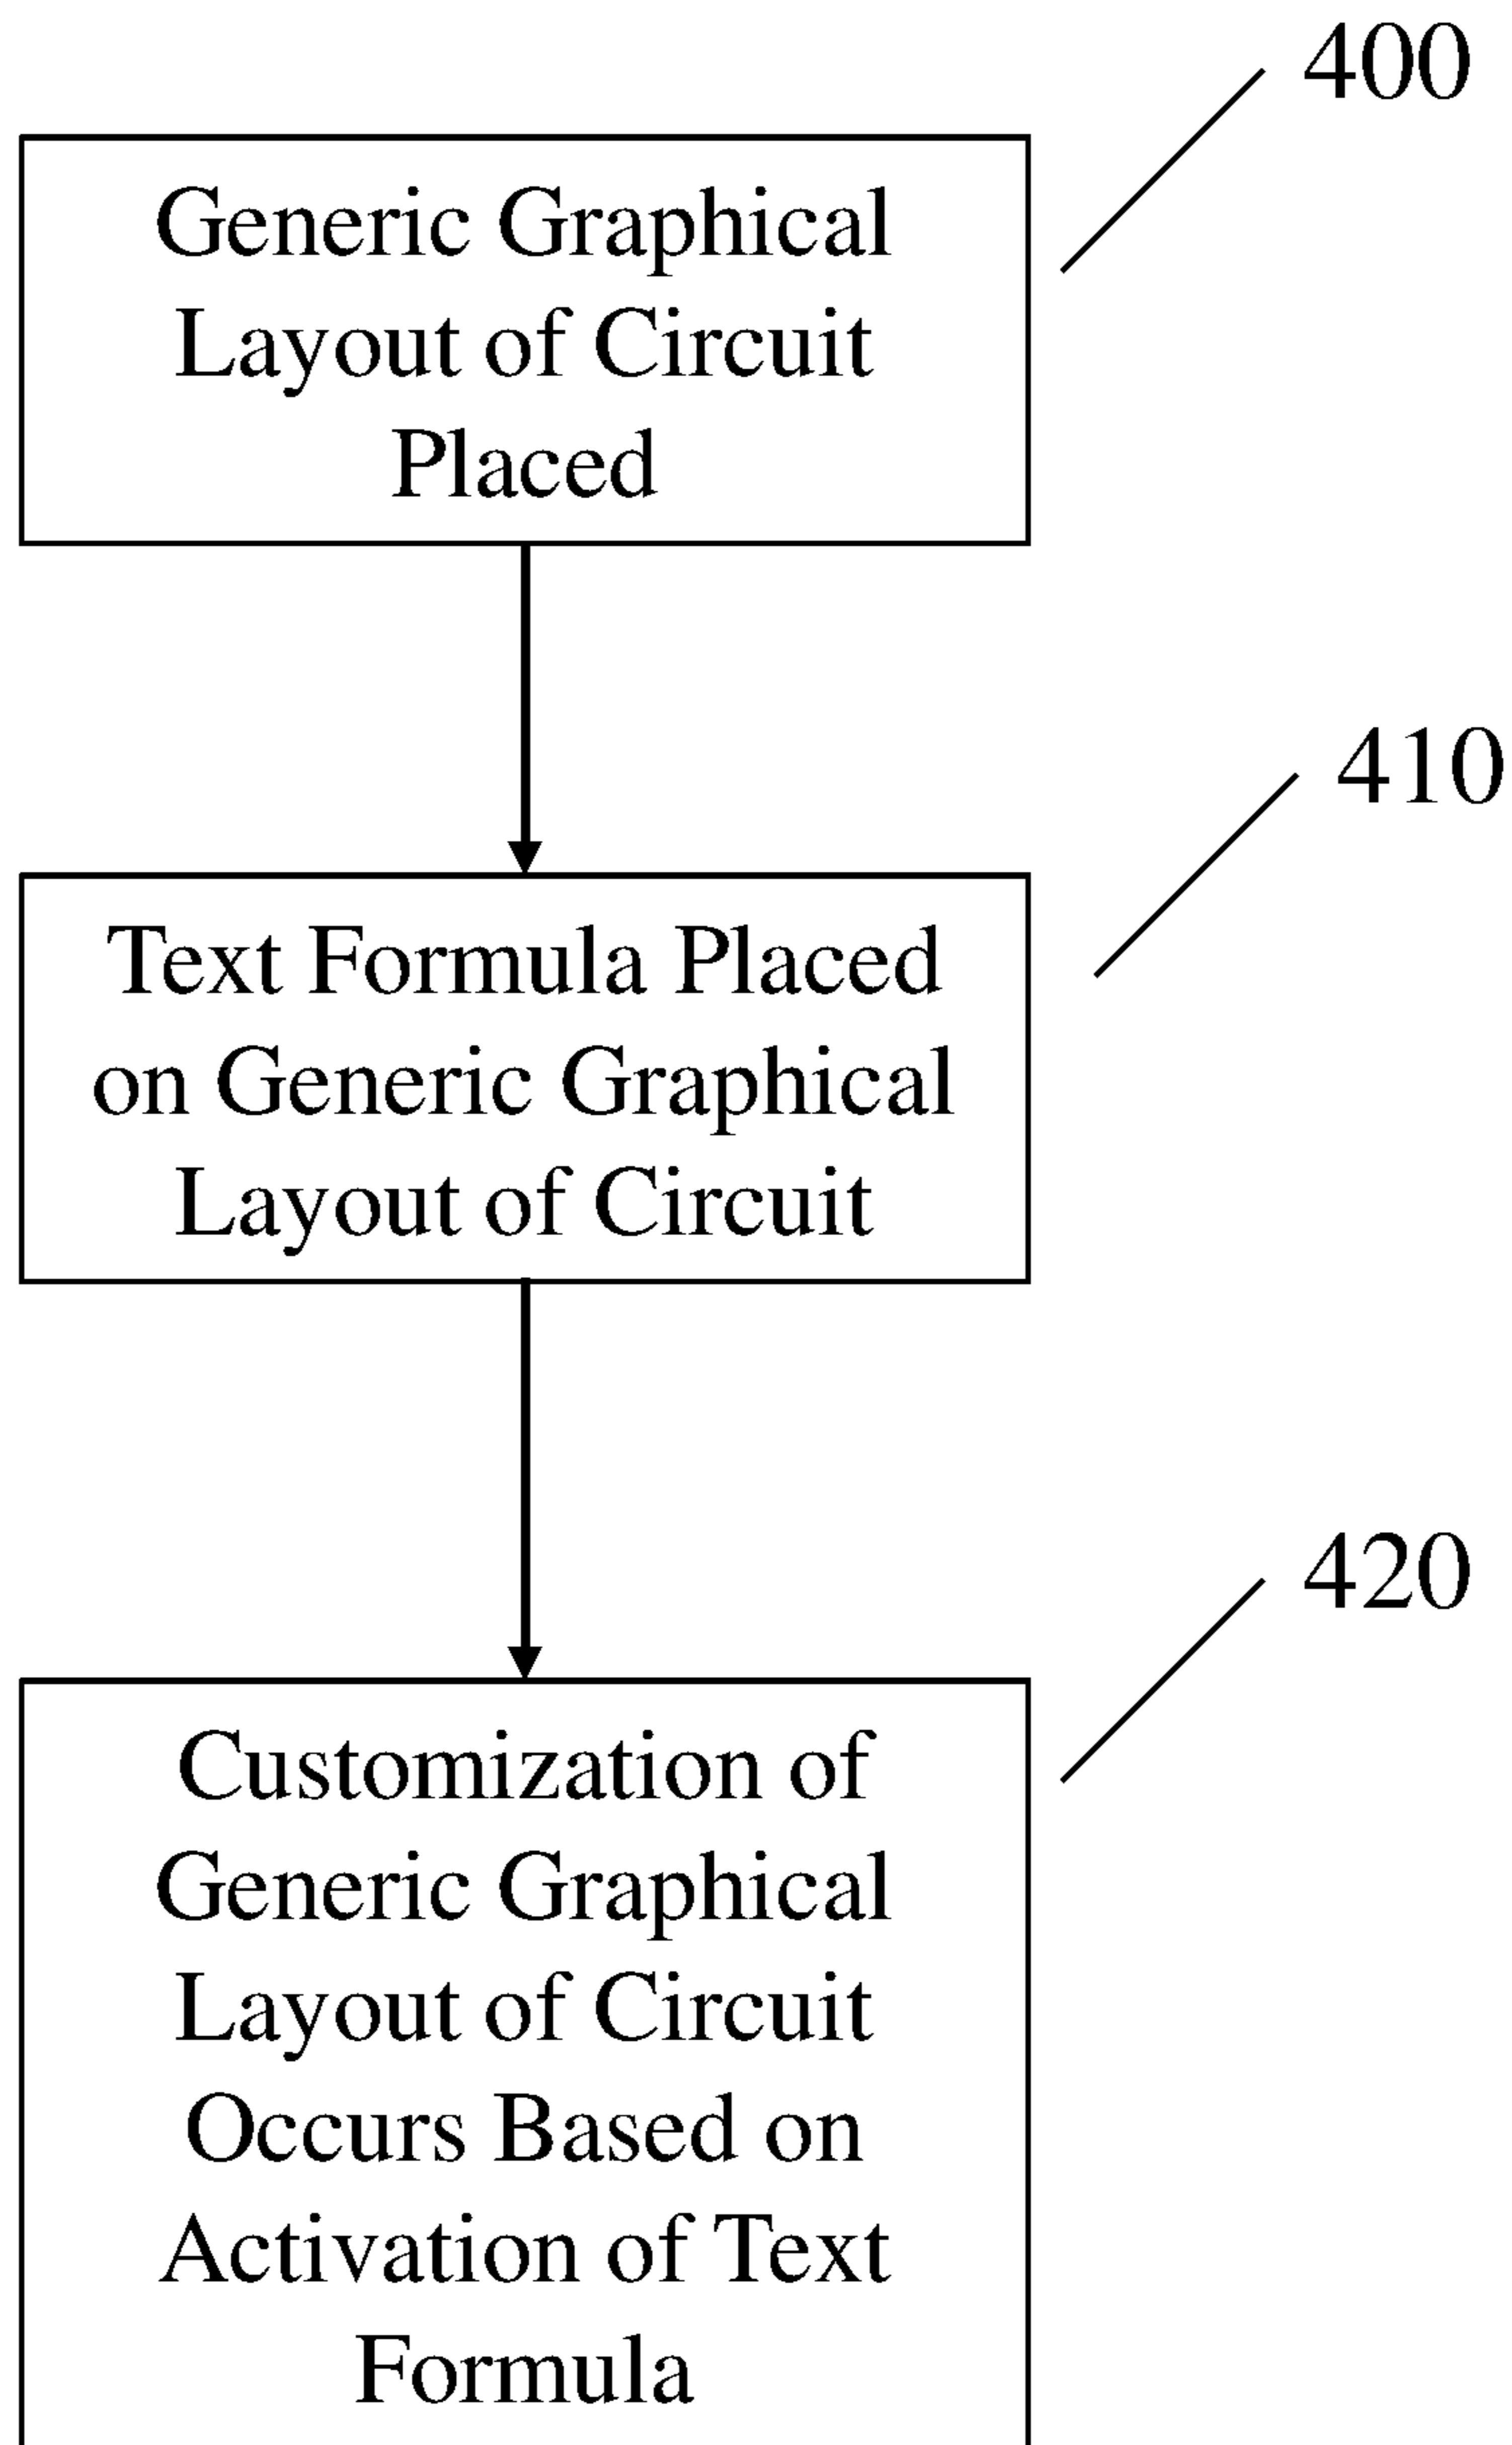 400
Generic Graphical
Layout of Circuit
Placed
410
Text Formula Placed
on Generic Graphical
Layout of Circuit
420
Customization of
Generic Graphical
Layout of Circuit
Occurs Based on
Activation of Text
Formula